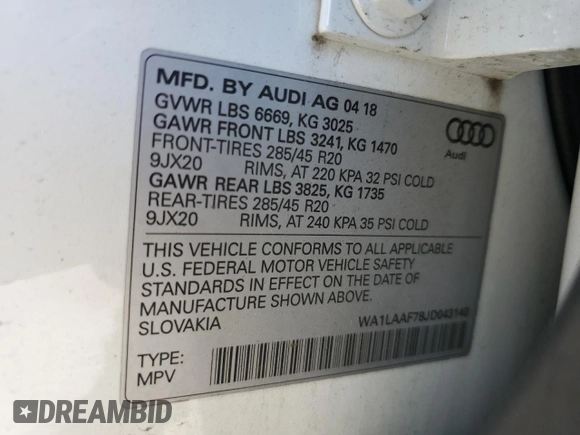 MFD. BY AUDI AG 04 18
GVWR LBS 6669, KG 3025
GAWR FRONT LBS 3241, KG 1470
FRONT-TIRES 285/45 R20
9JX20 RIMS, AT 220 KPA 32 PSI COLD
GAWR REAR LBS 3825, KG 1735
REAR-TIRES 285/45 R20
9JX20 RIMS, AT 240 KPA 35 PSI COLD
Audi
THIS VEHICLE CONFORMS TO ALL APPLICABLE
U.S. FEDERAL MOTOR VEHICLE SAFETY
STANDARDS IN EFFECT ON THE DATE OF
MANUFACTURE SHOWN ABOVE.
SLOVAKIA
WA1LAAF78JD043140
TYPE:
MPV
DREAMBID